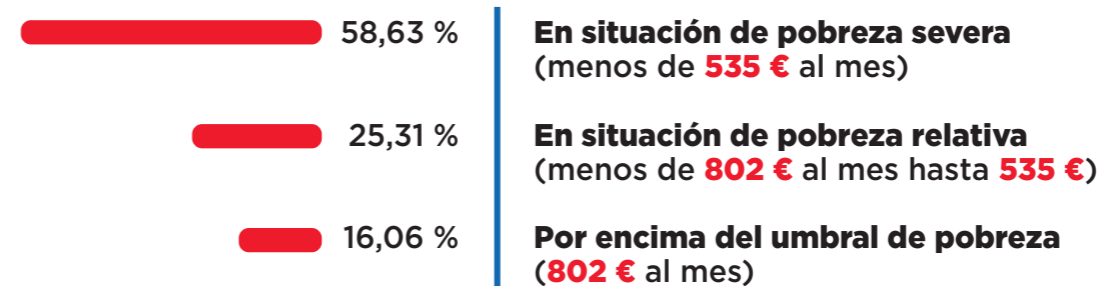 58,63 % En situación de pobreza severa
(menos de 535 € al mes)
25,31 % En situación de pobreza relativa
(menos de 802 € al mes hasta 535 €)
16,06 % Por encima del umbral de pobreza
(802 € al mes)